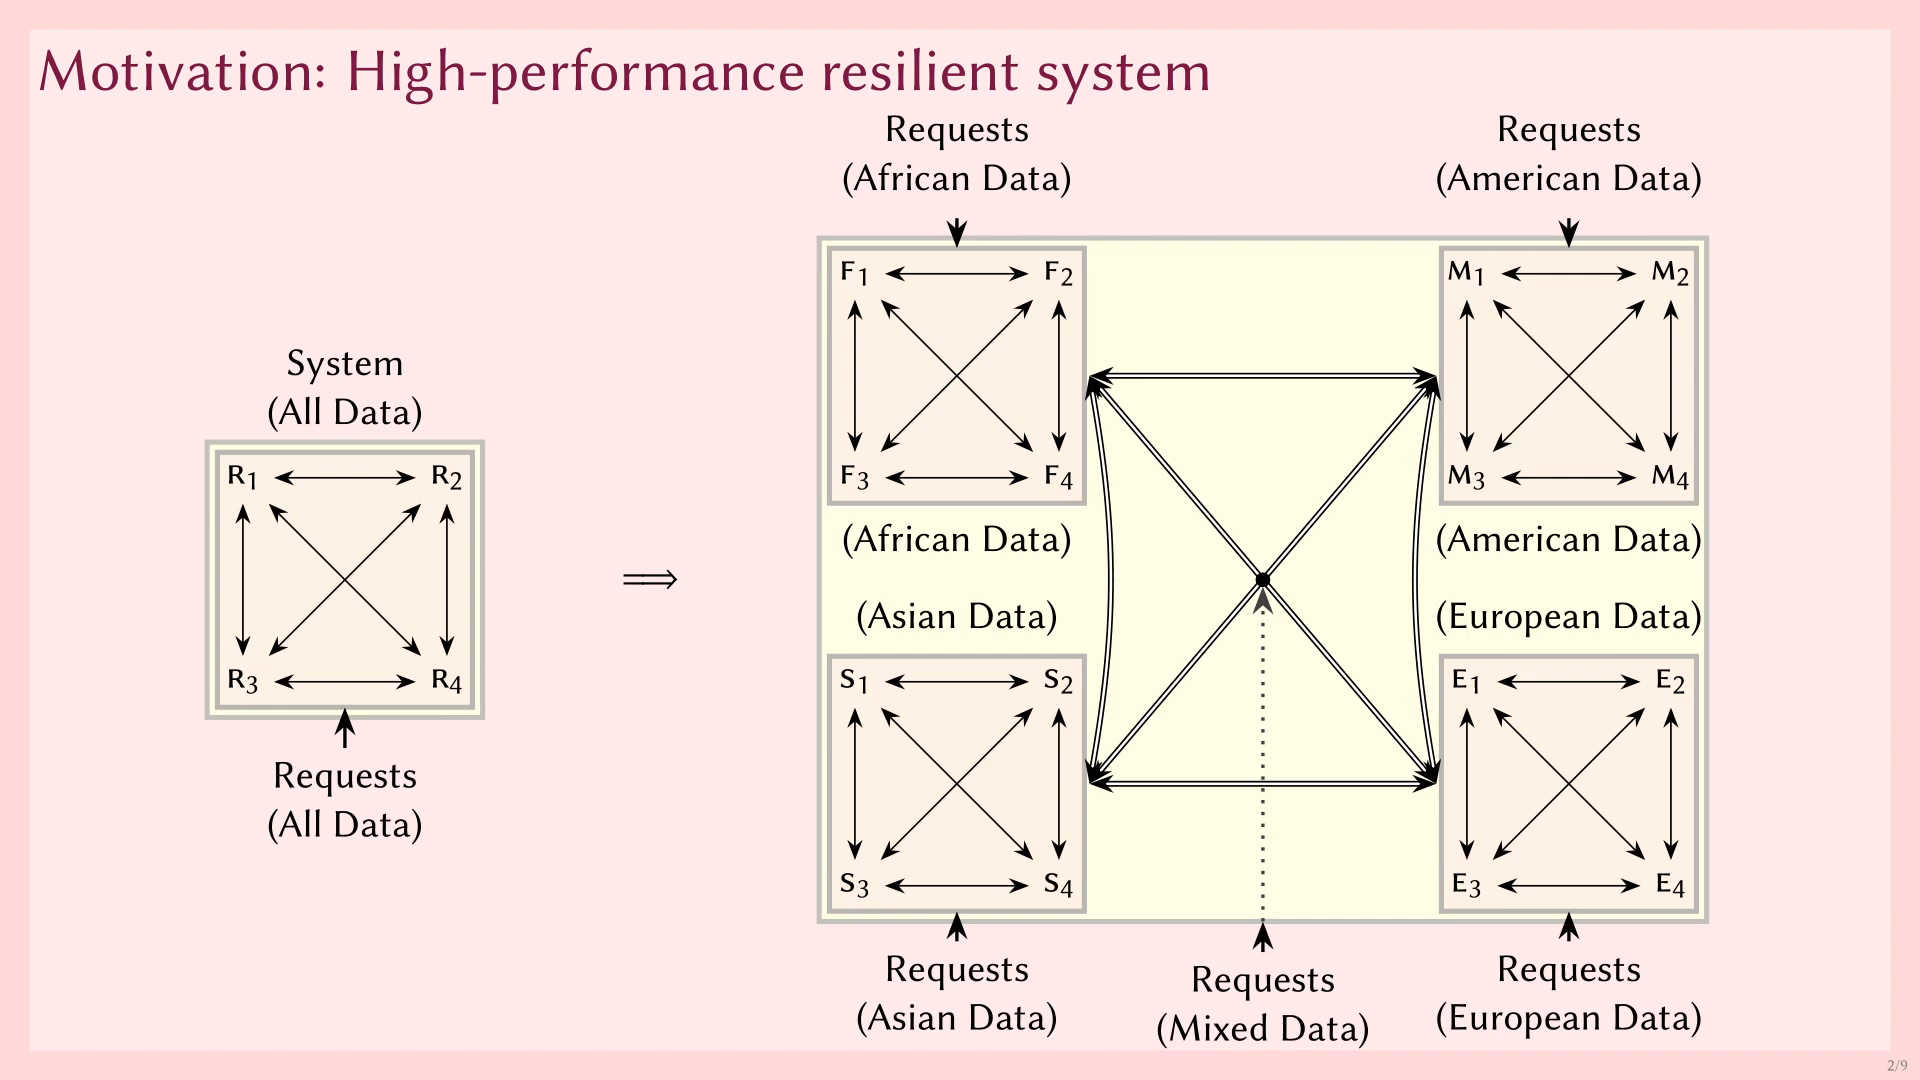 Motivation: High-performance resilient system
System
(All Data)
R1 R2
R3 R4
Requests
(All Data)
⟹
Requests
(African Data)
F1 F2
F3 F4
(African Data)
Requests
(American Data)
M1 M2
M3 M4
(American Data)
(Asian Data)
S1 S2
S3 S4
Requests
(Asian Data)
Requests
(Mixed Data)
(European Data)
E1 E2
E3 E4
Requests
(European Data)
2/9